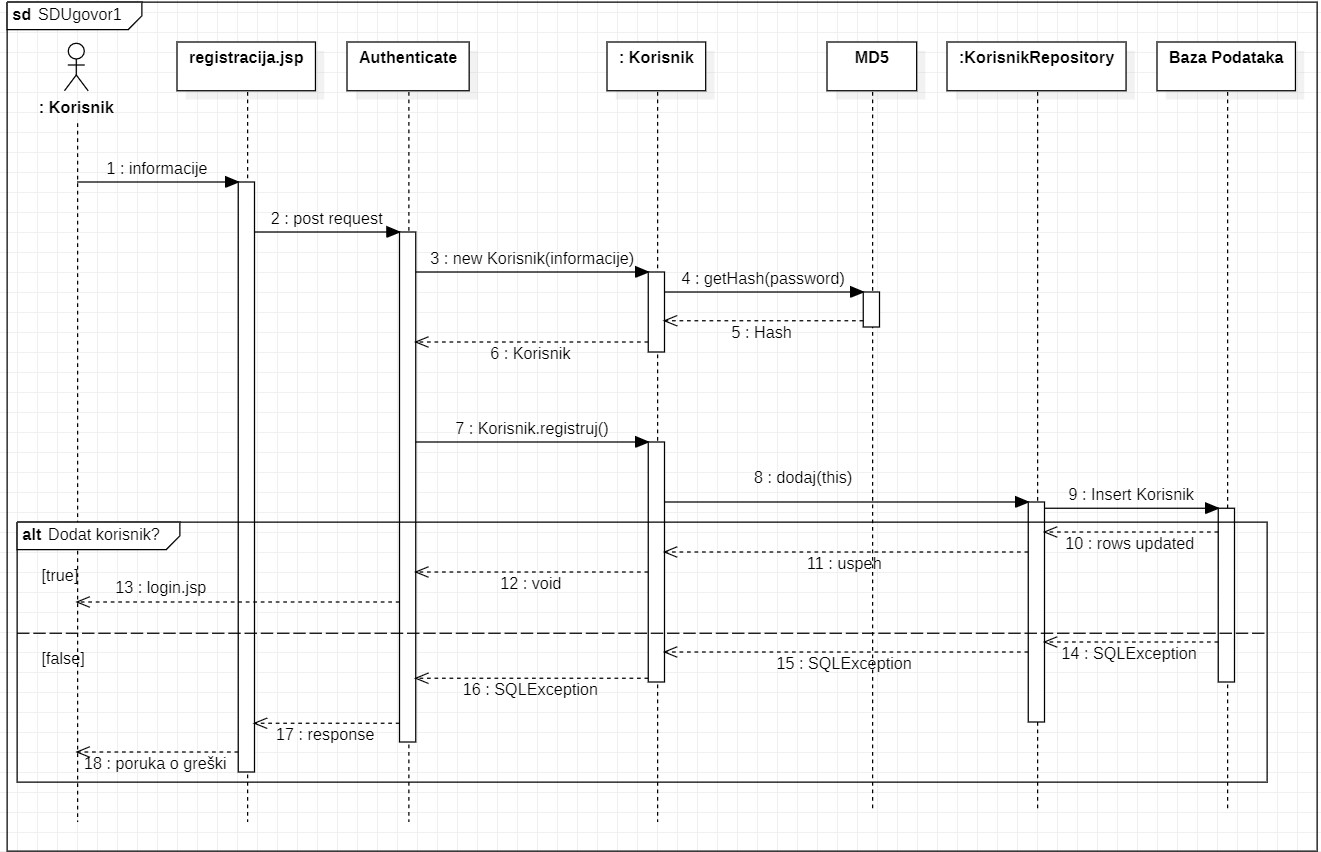 sd SDUgovor1
: Korisnik
registracija.jsp
Authenticate
: Korisnik
MD5
:KorisnikRepository
Baza Podataka
1 : informacije
2 : post request
3 : new Korisnik(informacije)
4 : getHash(password)
5 : Hash
6 : Korisnik
7 : Korisnik.registruj()
8 : dodaj(this)
9 : Insert Korisnik
alt Dodat korisnik?
10 : rows updated
11 : uspeh
[true]
12 : void
13 : login.jsp
[false]
14 : SQLException
15 : SQLException
16 : SQLException
17 : response
18 : poruka o greški